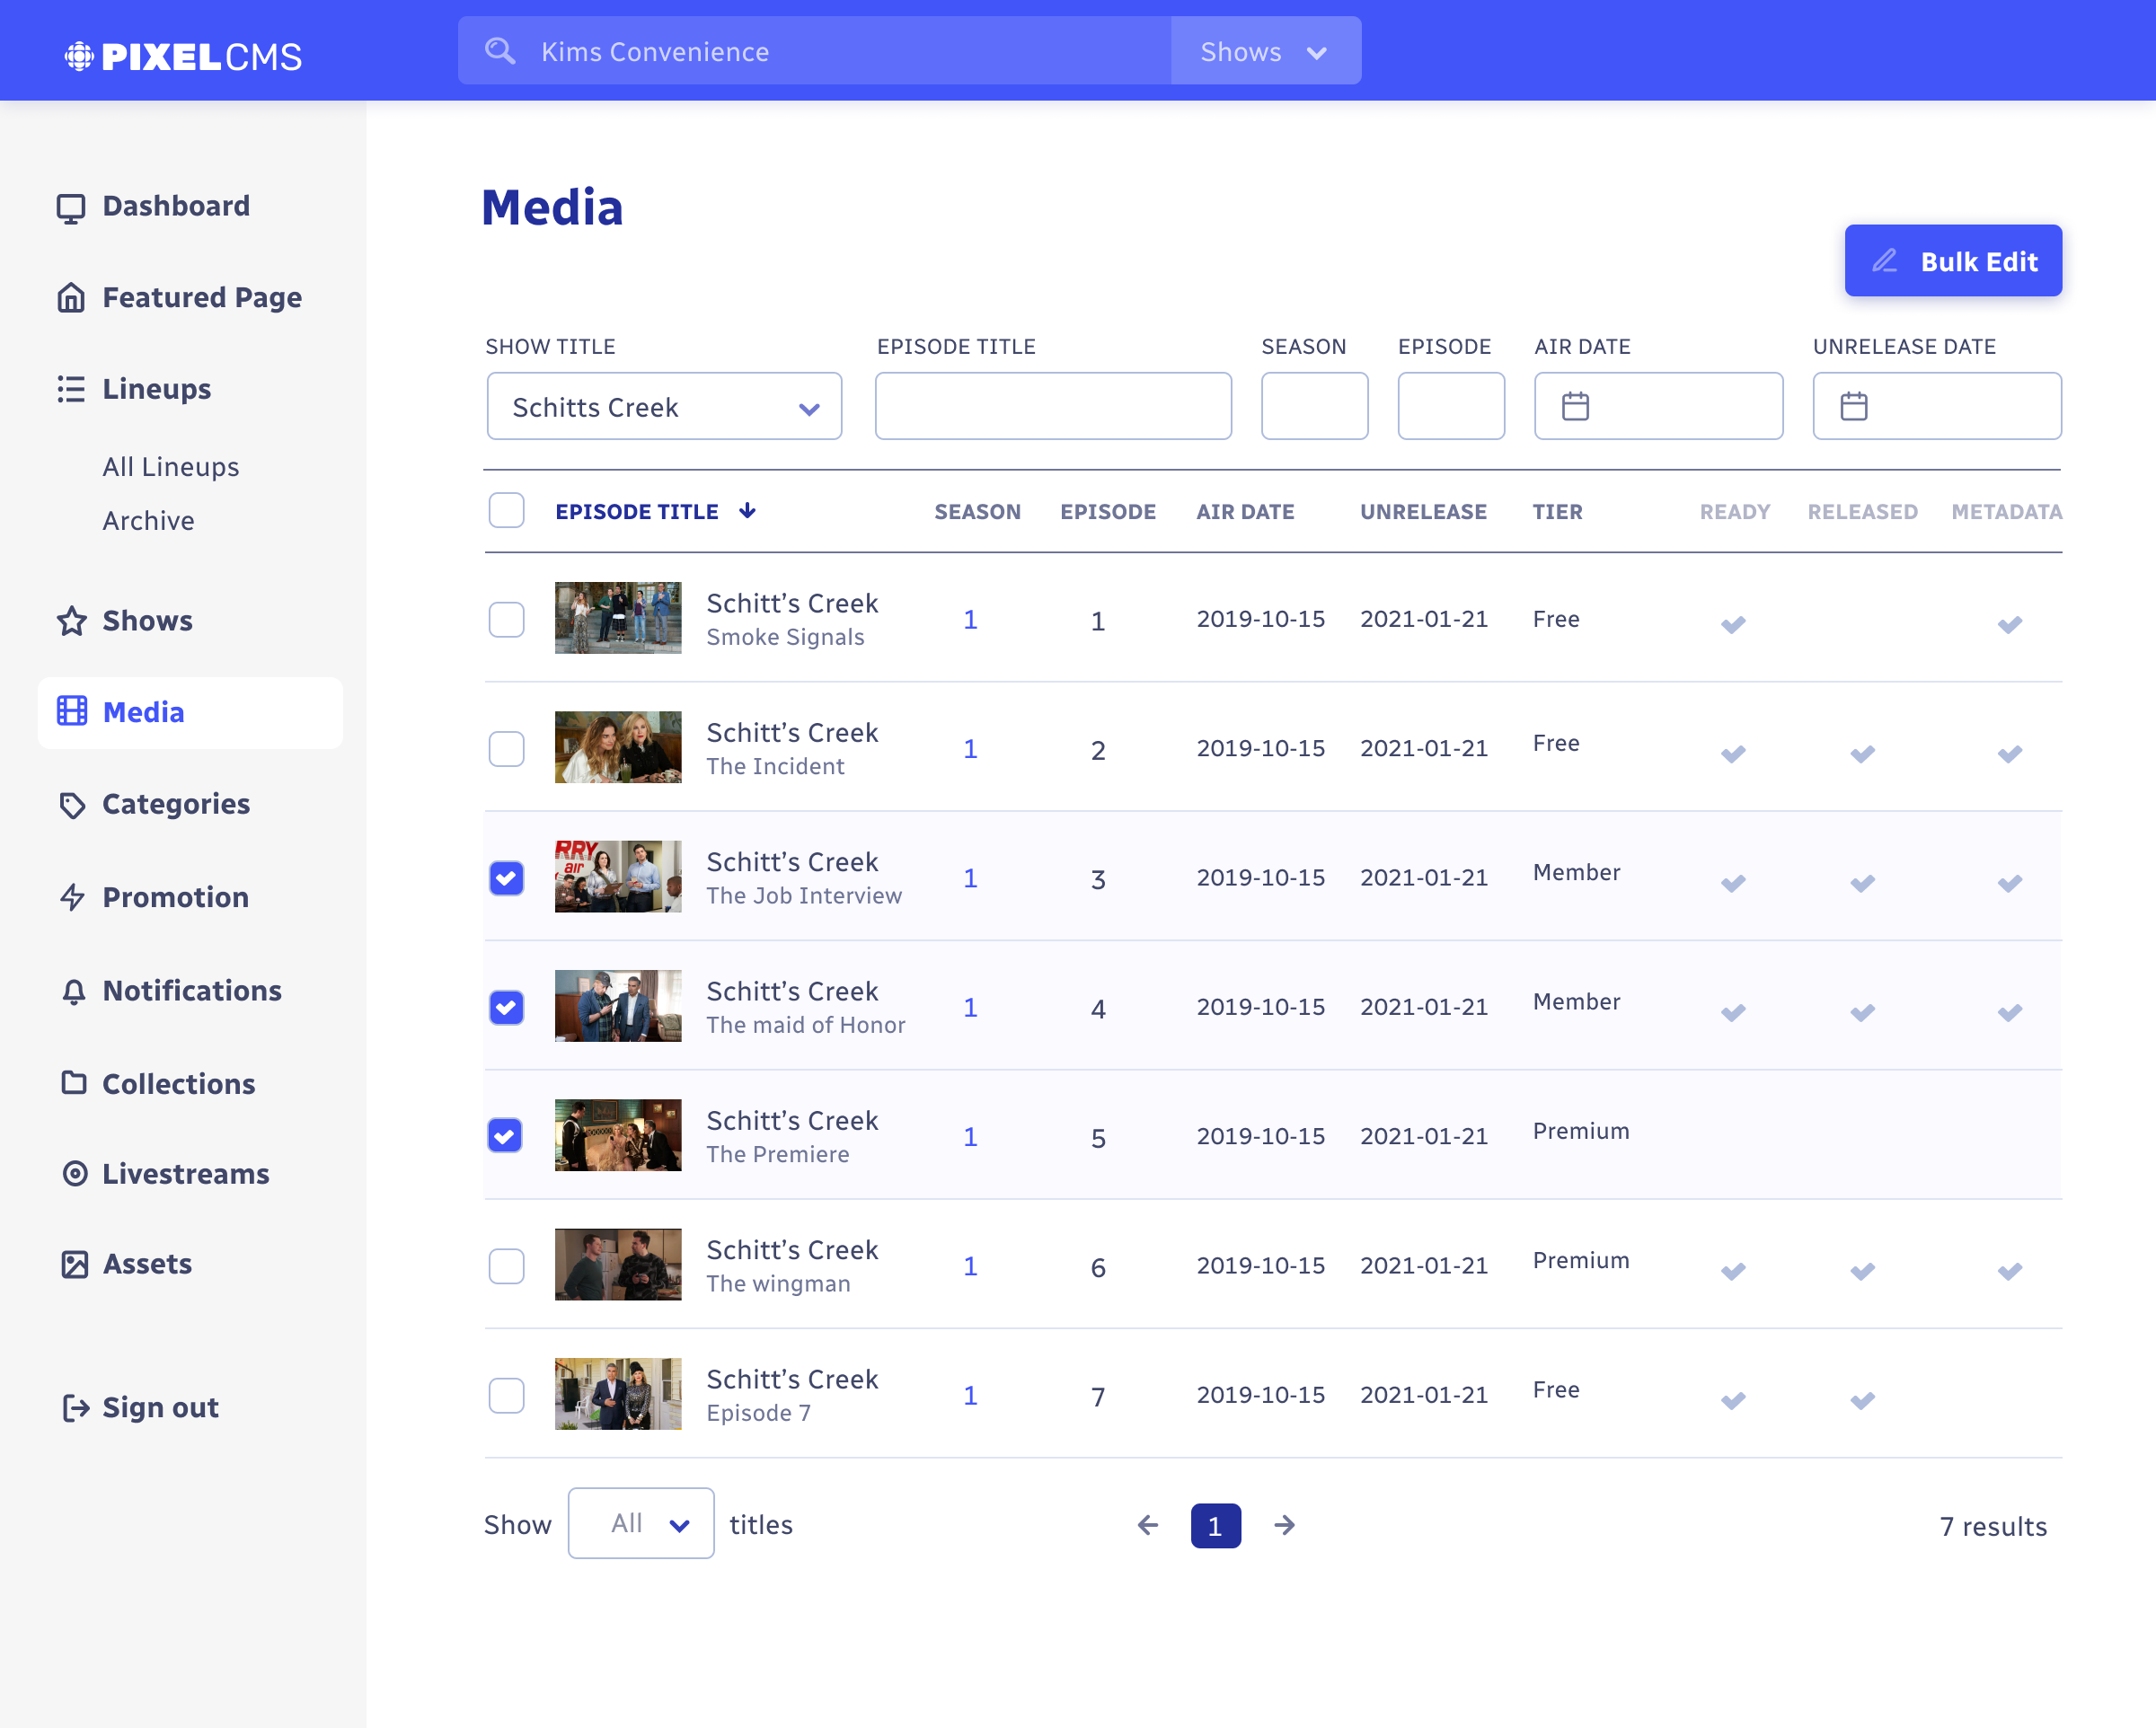 PIXEL CMS
Kims Convenience
Shows
Dashboard
Featured Page
Lineups
All Lineups
Archive
Shows
Media
Categories
Promotion
Notifications
Collections
Livestreams
Assets
Sign out
Media
Bulk Edit
SHOW TITLE EPISODE TITLE SEASON EPISODE AIR DATE UNRELEASE DATE
Schitts Creek
EPISODE TITLE SEASON EPISODE AIR DATE UNRELEASE TIER READY RELEASED METADATA
Schitt’s Creek
Smoke Signals
1 1 2019-10-15 2021-01-21 Free
Schitt’s Creek
The Incident
1 2 2019-10-15 2021-01-21 Free
RRY
air
Schitt’s Creek
The Job Interview
1 3 2019-10-15 2021-01-21 Member
Schitt’s Creek
The maid of Honor
1 4 2019-10-15 2021-01-21 Member
Schitt’s Creek
The Premiere
1 5 2019-10-15 2021-01-21 Premium
Schitt’s Creek
The wingman
1 6 2019-10-15 2021-01-21 Premium
Schitt’s Creek
Episode 7
1 7 2019-10-15 2021-01-21 Free
Show All titles
1
7 results